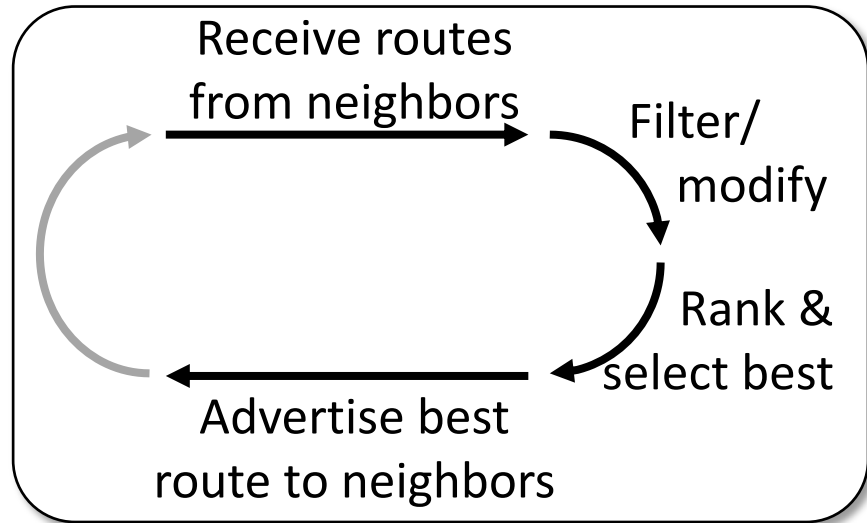 Receive routes
from neighbors
Filter/
modify
Rank &
select best
Advertise best
route to neighbors